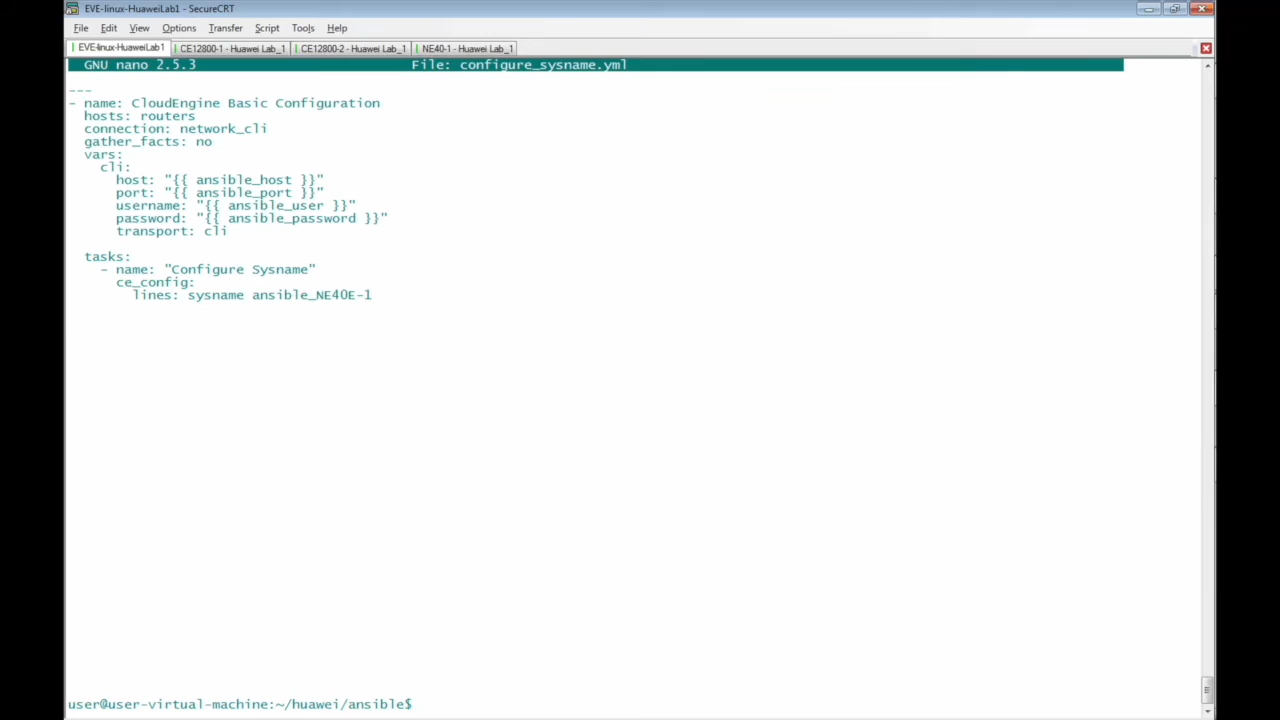 EVE-linux-HuaweiLab1 - SecureCRT
File Edit View Options Transfer Script Tools Help
EVE-linux-HuaweiLab1 CE12800-1 - Huawei Lab_1 CE12800-2 - Huawei Lab_1 NE40-1 - Huawei Lab_1
GNU nano 2.5.3 File: configure_sysname.yml
---
- name: CloudEngine Basic Configuration
  hosts: routers
  connection: network_cli
  gather_facts: no
  vars:
    cli:
      host: "{{ ansible_host }}"
      port: "{{ ansible_port }}"
      username: "{{ ansible_user }}"
      password: "{{ ansible_password }}"
      transport: cli
  tasks:
    - name: "Configure Sysname"
      ce_config:
        lines: sysname ansible_NE40E-1
user@user-virtual-machine:~/huawei/ansible$